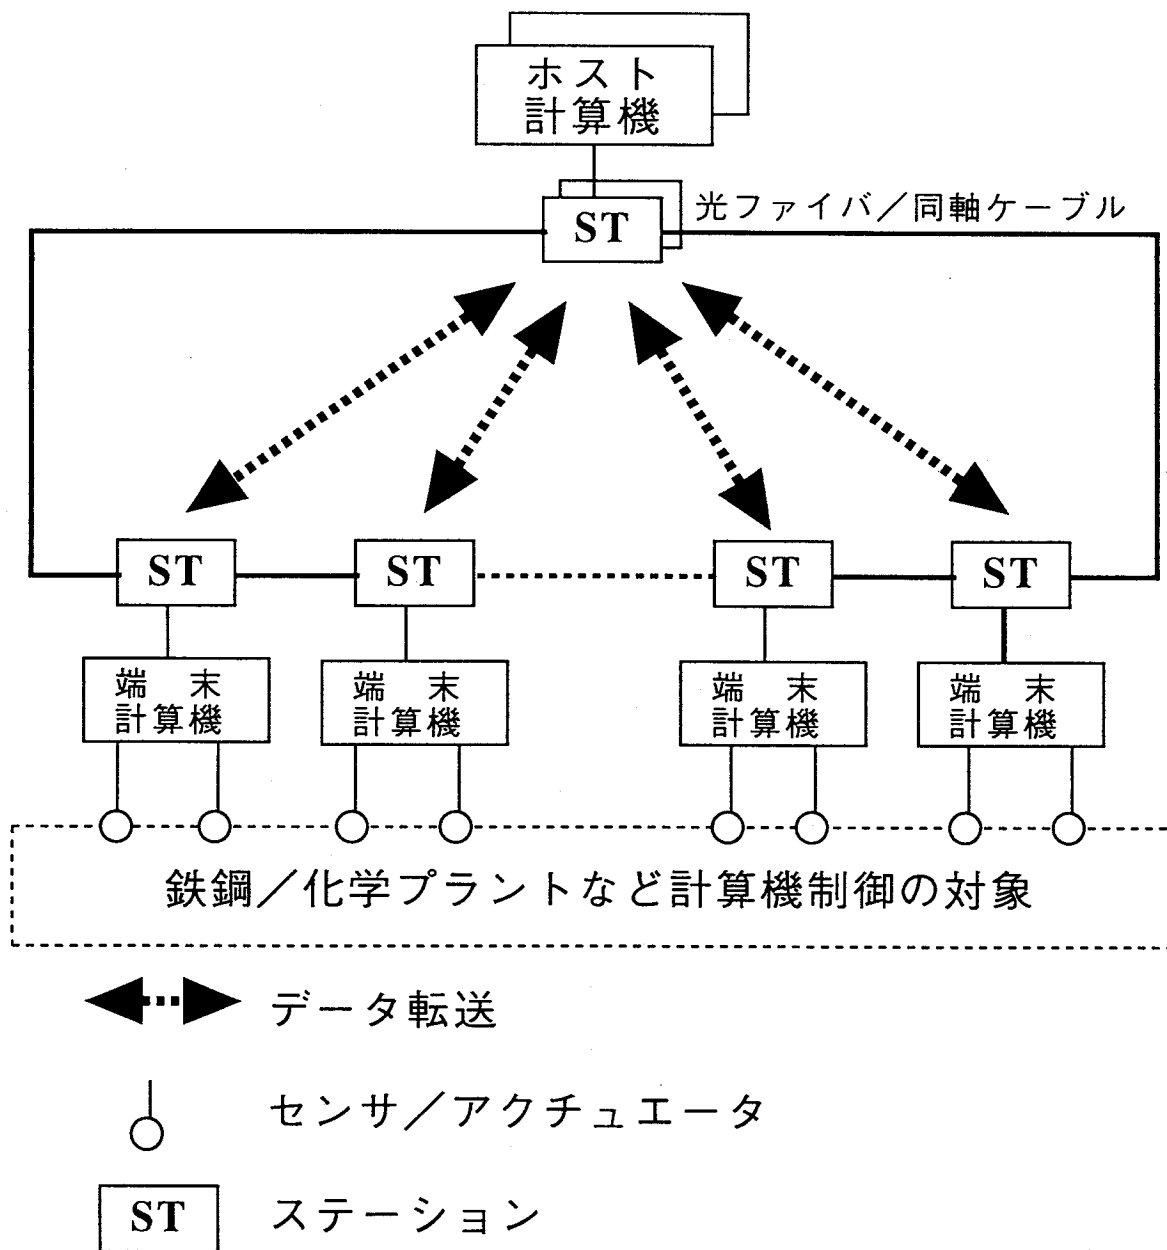 ホスト
計算機
ST
光ファイバ／同軸ケーブル
ST
ST
ST
ST
端　末
計算機
端　末
計算機
端　末
計算機
端　末
計算機
鉄鋼／化学プラントなど計算機制御の対象
データ転送
センサ／アクチュエータ
ST
ステーション